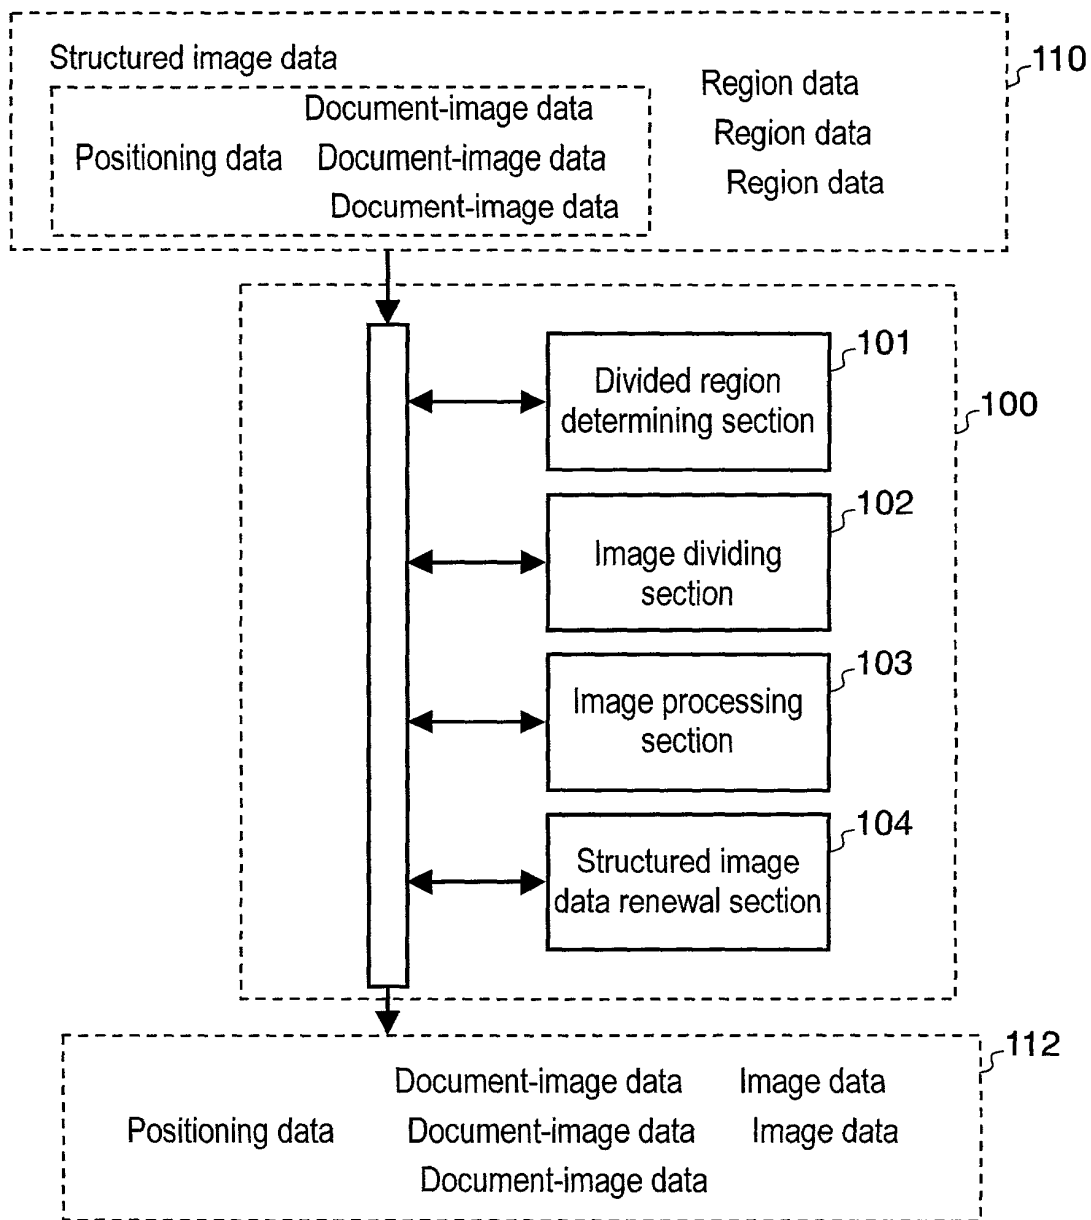 Structured image data
110
Document-image data
Region data
Positioning data
Document-image data
Region data
Document-image data
Region data
101
Divided region
determining section
100
102
Image dividing
section
103
Image processing
section
104
Structured image
data renewal section
112
Document-image data
Image data
Positioning data
Document-image data
Image data
Document-image data